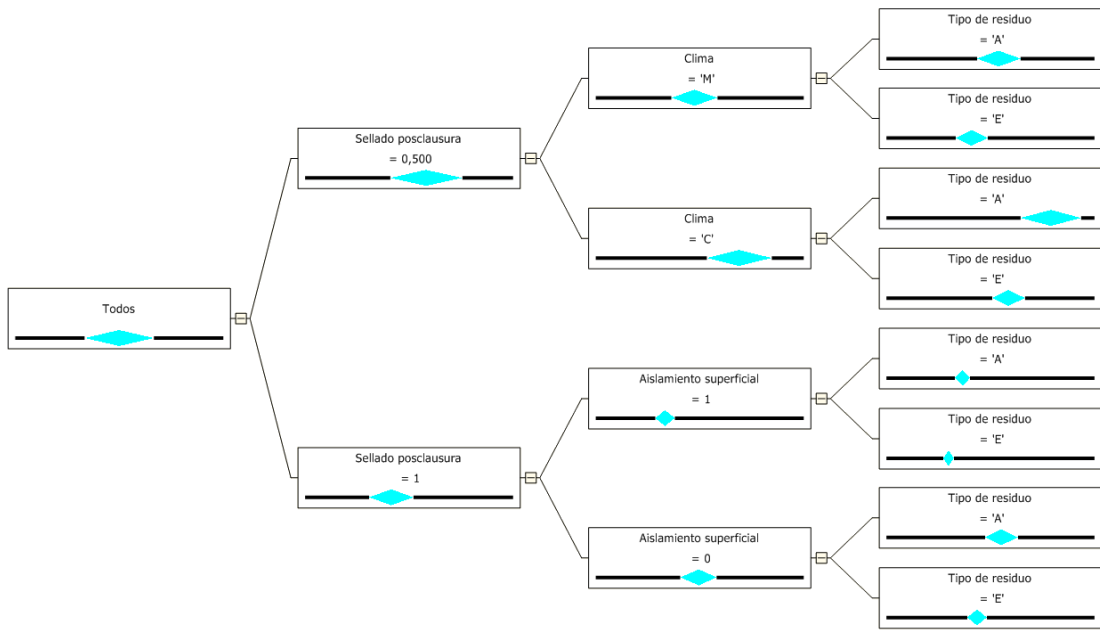 Todos
Sellado posclausura
= 0,500
Sellado posclausura
= 1
Clima
= 'M'
Clima
= 'C'
Aislamiento superficial
= 1
Aislamiento superficial
= 0
Tipo de residuo
= 'A'
Tipo de residuo
= 'E'
Tipo de residuo
= 'A'
Tipo de residuo
= 'E'
Tipo de residuo
= 'A'
Tipo de residuo
= 'E'
Tipo de residuo
= 'A'
Tipo de residuo
= 'E'